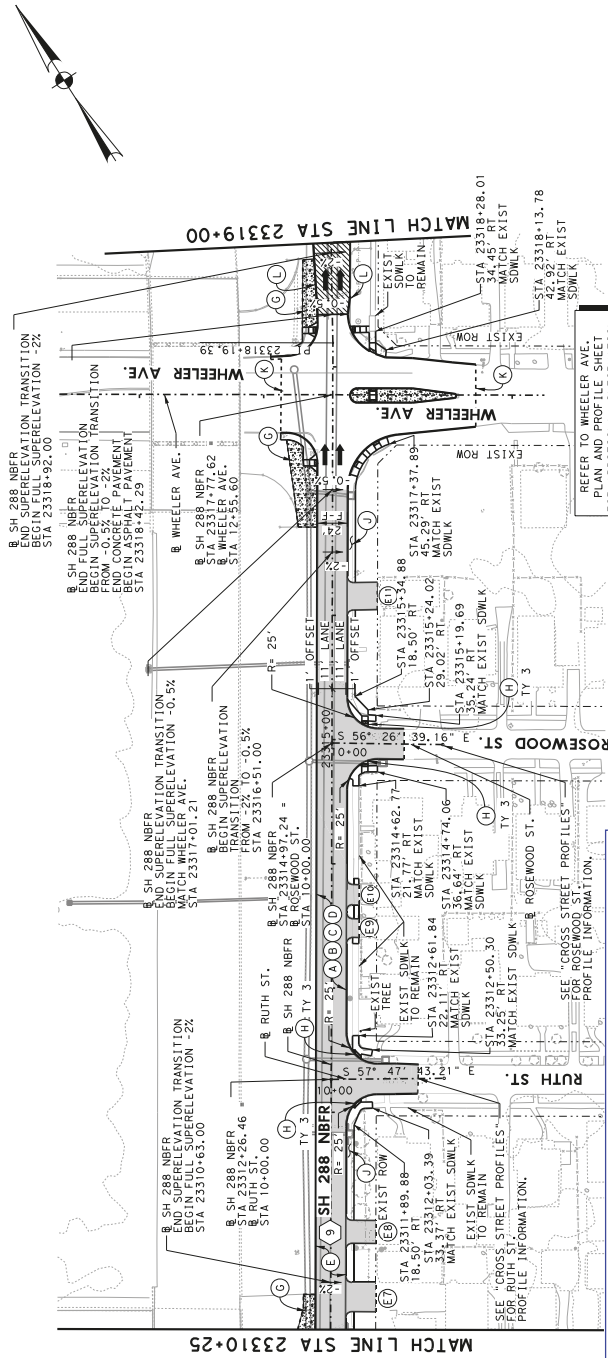 MATCH LINE STA 23310+25
℄ SH 288 NBFR
END SUPERELEVATION TRANSITION
BEGIN FULL SUPERELEVATION -2%
STA 23310+63.00
℄ SH 288 NBFR
STA 23312+26.46
℄ RUTH ST.
STA 10+00.00
℄ RUTH ST.
℄ SH 288 NBFR
G
H
TY 3
H
TY 3
E
9
SH 288 NBFR
-2%
R= 25'
10+00
R= 25'
S 57° 47' 43.21" E
RUTH ST.
E7
E8
J
EXIST ROW
STA 23311+89.88
18.50' RT
STA 23312+03.39
33.37' RT
MATCH EXIST SDWLK
EXIST SDWLK
TO REMAIN
SEE "CROSS STREET PROFILES"
FOR RUTH ST.
PROFILE INFORMATION.
A B C D
EXIST
TREE
EXIST SDWLK
TO REMAIN
STA 23312+61.84
22.11' RT
MATCH EXIST
SDWLK
STA 23312+50.30
33.25' RT
MATCH EXIST SDWLK
E9
E10
℄ SH 288 NBFR
END SUPERELEVATION TRANSITION
BEGIN FULL SUPERELEVATION -0.5%
MATCH WHEELER AVE.
STA 23317+01.21
℄ SH 288 NBFR
BEGIN SUPERELEVATION
TRANSITION
FROM -2% TO -0.5%
STA 23316+51.00
℄ SH 288 NBFR
STA 23314+97.24 =
℄ ROSEWOOD ST.
STA 10+00.00
R= 25'
R= 25'
23315+00
10+00
S 56° 26' 39.16" E
ROSEWOOD ST.
STA 23314+62.77
21.77' RT
MATCH EXIST
SDWLK
STA 23314+74.06
36.62' RT
MATCH EXIST
SDWLK
H
TY 3
℄ ROSEWOOD ST.
SEE "CROSS STREET PROFILES"
FOR ROSEWOOD ST.
PROFILE INFORMATION.
1' OFFSET
11' LANE
11' LANE
1' OFFSET
-2%
24'
F-F
-0.5%
STA 23315+34.88
18.50' RT
STA 23315+24.02
29.02' RT
STA 23315+19.69
35.24' RT
MATCH EXIST SDWLK
H
TY 3
E11
J
STA 23317+37.89
45.29' RT
MATCH EXIST
SDWLK
℄ SH 288 NBFR
END SUPERELEVATION TRANSITION
BEGIN FULL SUPERELEVATION -2%
STA 23318+92.00
℄ SH 288 NBFR
END FULL SUPERELEVATION
BEGIN SUPERELEVATION TRANSITION
FROM -0.5% TO -2%
END CONCRETE PAVEMENT
BEGIN ASPHALT PAVEMENT
STA 23318+42.29
℄ WHEELER AVE.
℄ SH 288 NBFR
STA 23317+77.62
℄ WHEELER AVE.
STA 12+55.60
G
K
WHEELER AVE.
WHEELER AVE.
K
EXIST ROW
EXIST ROW
23318+19.39
-0.5%
G
L
L
EXIST
SDWLK
TO
REMAIN
STA 23318+28.01
34.45' RT
MATCH EXIST
SDWLK
STA 23318+13.78
42.92' RT
MATCH EXIST
SDWLK
REFER TO WHEELER AVE.
PLAN AND PROFILE SHEET
MATCH LINE STA 23319+00